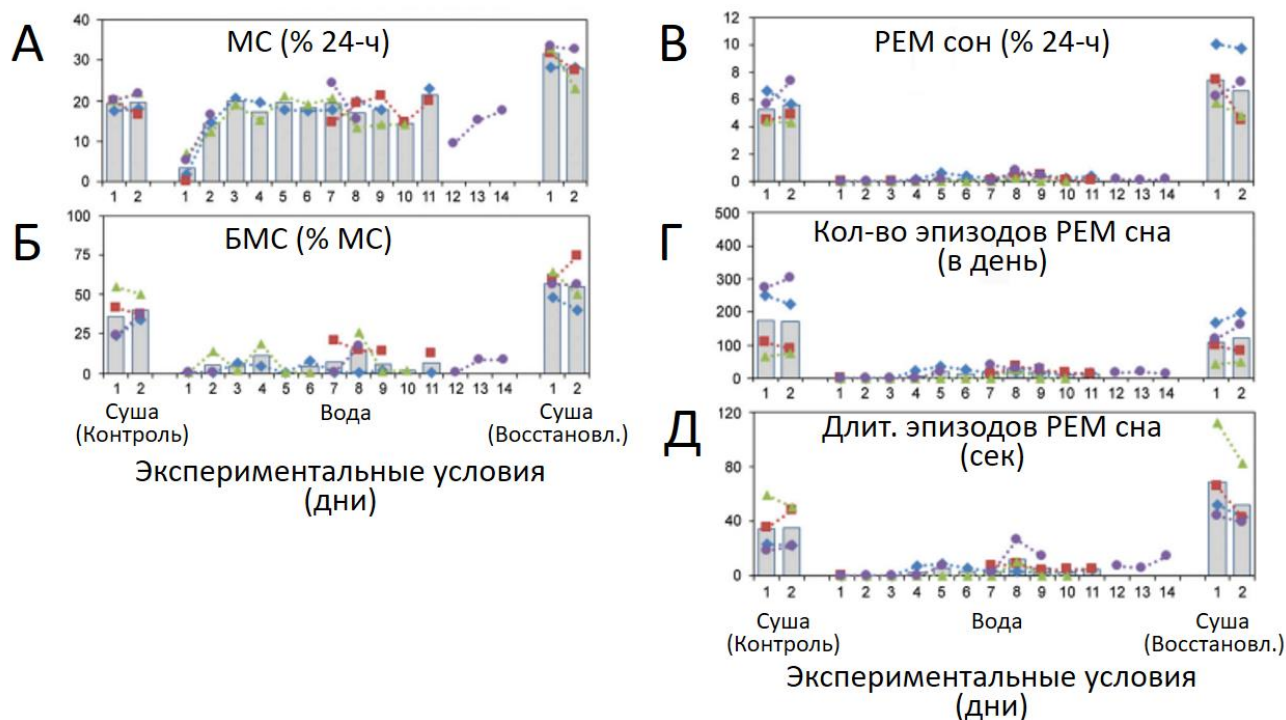 А
МС (% 24-ч)
40
30
20
10
0
1 2 1 2 3 4 5 6 7 8 9 10 11 12 13 14 1 2
Б
БМС (% МС)
100
75
50
25
0
1 2 1 2 3 4 5 6 7 8 9 10 11 12 13 14 1 2
Суша
(Контроль)
Вода
Суша
(Восстановл.)
Экспериментальные условия
(дни)
В
РЕМ сон (% 24-ч)
12
10
8
6
4
2
0
1 2 1 2 3 4 5 6 7 8 9 10 11 12 13 14 1 2
Г
Кол-во эпизодов РЕМ сна
(в день)
500
400
300
200
100
0
1 2 1 2 3 4 5 6 7 8 9 10 11 12 13 14 1 2
Д
Длит. эпизодов РЕМ сна
(сек)
120
80
40
0
1 2 1 2 3 4 5 6 7 8 9 10 11 12 13 14 1 2
Суша
(Контроль)
Вода
Суша
(Восстановл.)
Экспериментальные условия
(дни)